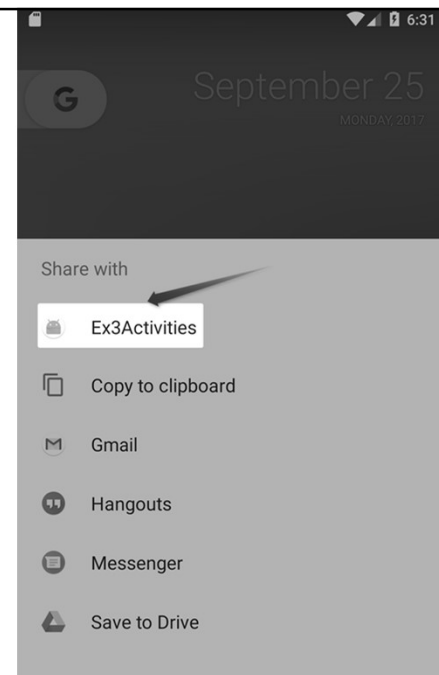 6:31
G
September 25
MONDAY, 2017
Share with
Ex3Activities
Copy to clipboard
Gmail
Hangouts
Messenger
Save to Drive